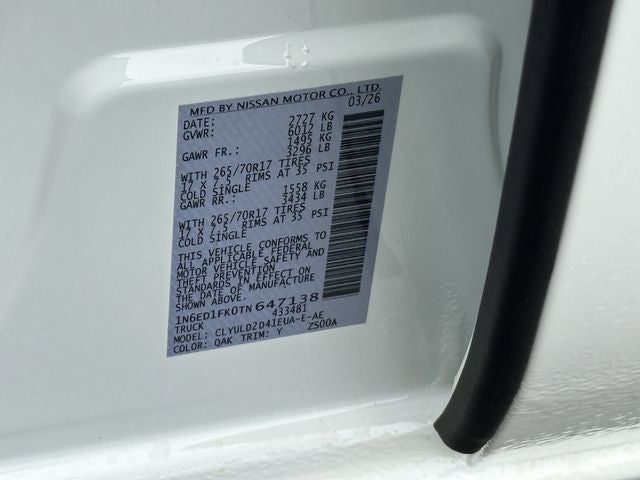 MFD BY NISSAN MOTOR CO., LTD.
DATE: 03/26
GVWR: 2727 KG
6012 LB
GAWR FR.: 1495 KG
3296 LB
WITH 265/70R17 TIRES
17 X 7.5 RIMS AT 35 PSI
COLD SINGLE
GAWR RR.: 1558 KG
3434 LB
WITH 265/70R17 TIRES
17 X 7.5 RIMS AT 35 PSI
COLD SINGLE
THIS VEHICLE CONFORMS TO
ALL APPLICABLE FEDERAL
MOTOR VEHICLE SAFETY AND
THEFT PREVENTION
STANDARDS IN EFFECT ON
THE DATE OF MANUFACTURE
SHOWN ABOVE.
1N6ED1FK0TN647138
TRUCK 433481
MODEL: CLYULD2D41EUA-E-AE
COLOR: QAK TRIM: Y ZS00A